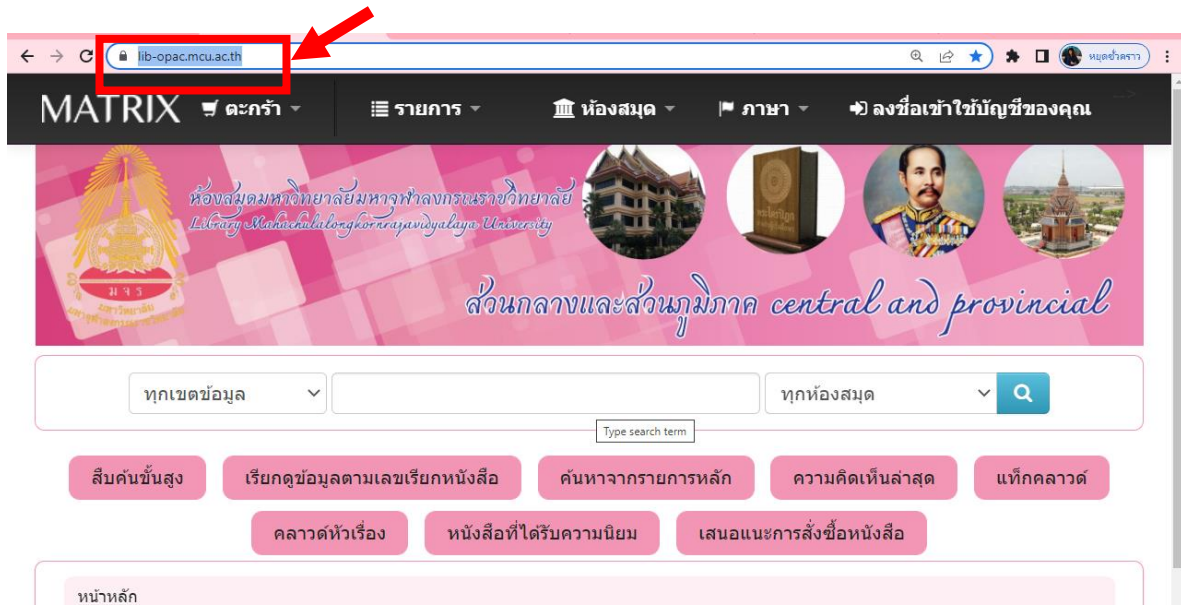 lib-opac.mcu.ac.th
หยุดชั่วคราว
MATRIX ตะกร้า รายการ ห้องสมุด ภาษา ลงชื่อเข้าใช้บัญชีของคุณ
ห้องสมุดมหาวิทยาลัยมหาจุฬาลงกรณราชวิทยาลัย
Library Mahachulalongkornrajavidyalaya University
พระไตรปิฎก
มจร
ส่วนกลางและส่วนภูมิภาค central and provincial
ทุกเขตข้อมูล ทุกห้องสมุด
Type search term
สืบค้นขั้นสูง เรียกดูข้อมูลตามเลขเรียกหนังสือ ค้นหาจากรายการหลัก ความคิดเห็นล่าสุด แท็กคลาวด์
คลาวด์หัวเรื่อง หนังสือที่ได้รับความนิยม เสนอแนะการสั่งซื้อหนังสือ
หน้าหลัก